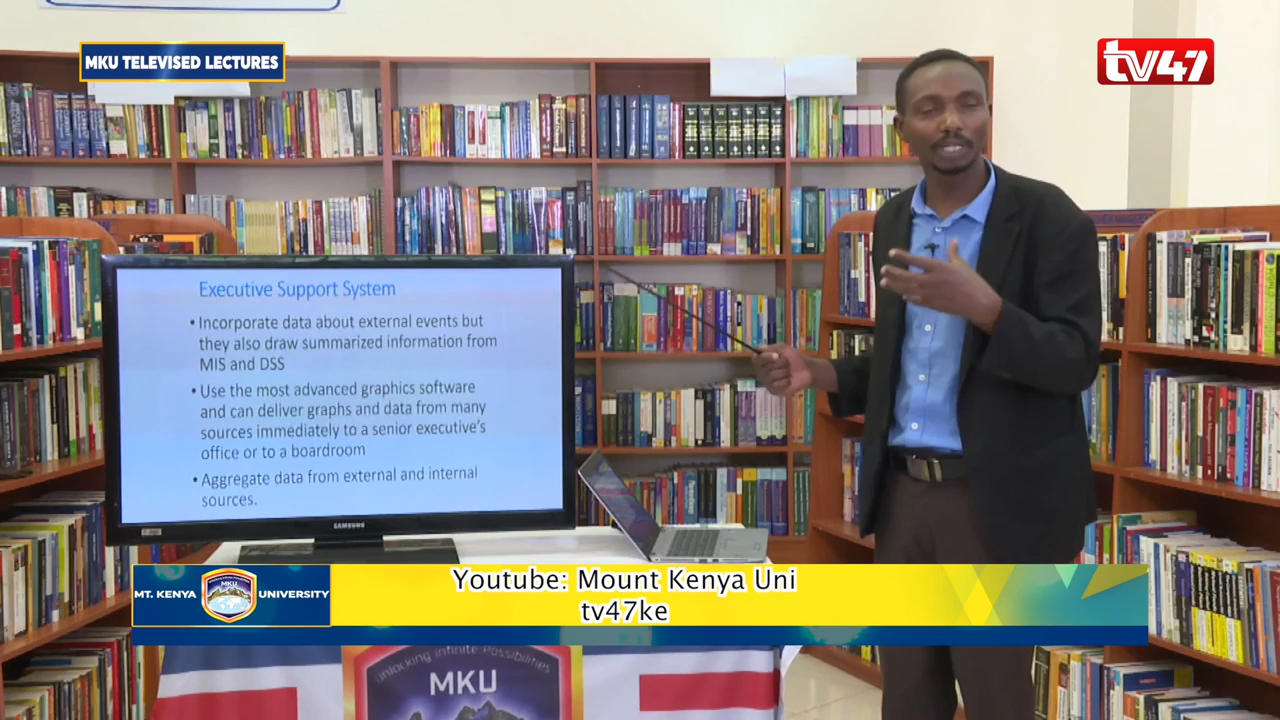 MKU TELEVISED LECTURES
tv47
Executive Support System
• Incorporate data about external events but
they also draw summarized information from
MIS and DSS
• Use the most advanced graphics software
and can deliver graphs and data from many
sources immediately to a senior executive's
office or to a boardroom
• Aggregate data from external and internal
sources.
SAMSUNG
MT. KENYA
MKU
UNIVERSITY
Youtube: Mount Kenya Uni
tv47ke
Unlocking Infinite Possibilities
MKU